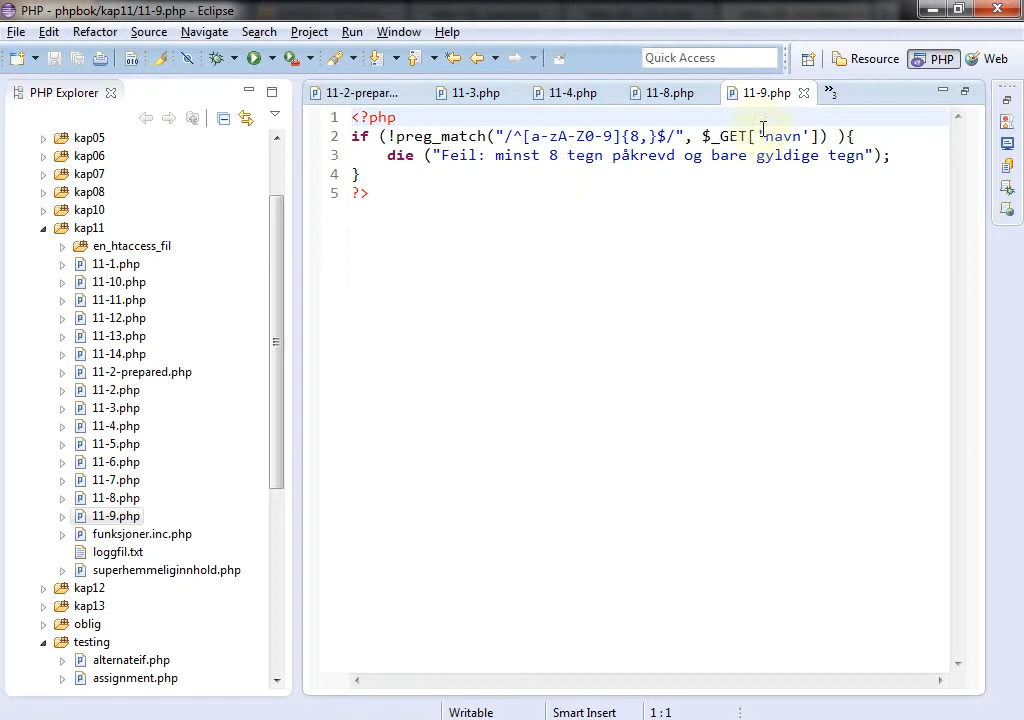 PHP - phpbok/kap11/11-9.php - Eclipse
File Edit Refactor Source Navigate Search Project Run Window Help
Quick Access
Resource PHP Web
PHP Explorer
11-2-prepar...
11-3.php
11-4.php
11-8.php
11-9.php
»3
kap05
kap06
kap07
kap08
kap10
kap11
en_htaccess_fil
11-1.php
11-10.php
11-11.php
11-12.php
11-13.php
11-14.php
11-2-prepared.php
11-2.php
11-3.php
11-4.php
11-5.php
11-6.php
11-7.php
11-8.php
11-9.php
funksjoner.inc.php
loggfil.txt
superhemmeliginnhold.php
kap12
kap13
oblig
testing
alternateif.php
assignment.php
1 <?php
2 if (!preg_match("/^[a-zA-Z0-9]{8,}$/", $_GET['navn']) ){
3 die ("Feil: minst 8 tegn påkrevd og bare gyldige tegn");
4 }
5 ?>
Writable
Smart Insert
1 : 1